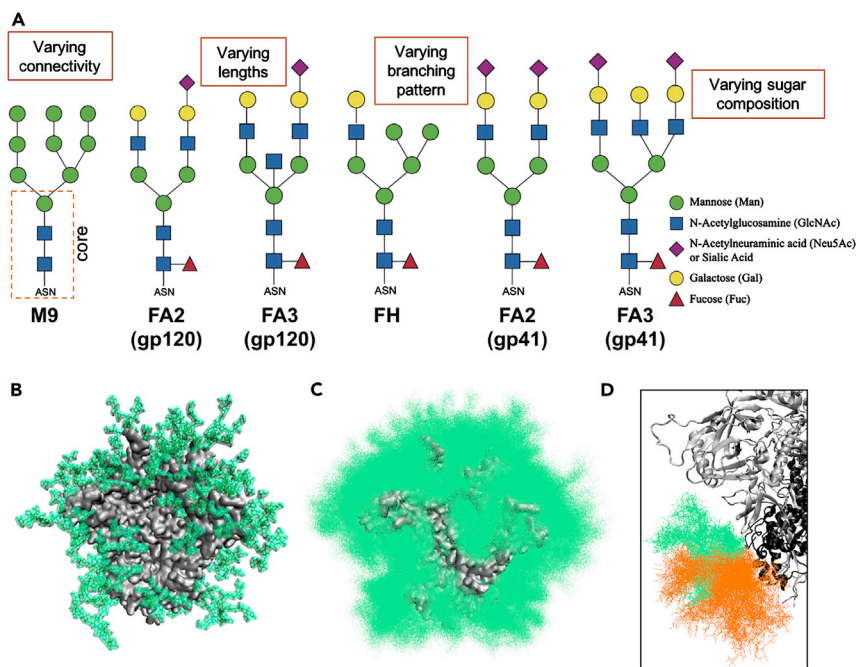 A
Varying
connectivity
Varying
lengths
Varying
branching
pattern
Varying sugar
composition
core
Mannose (Man)
N-Acetylglucosamine (GlcNAc)
N-Acetylneuraminic acid (Neu5Ac)
or Sialic Acid
Galactose (Gal)
Fucose (Fuc)
ASN
ASN
ASN
ASN
ASN
ASN
M9
FA2
(gp120)
FA3
(gp120)
FH
FA2
(gp41)
FA3
(gp41)
B
C
D